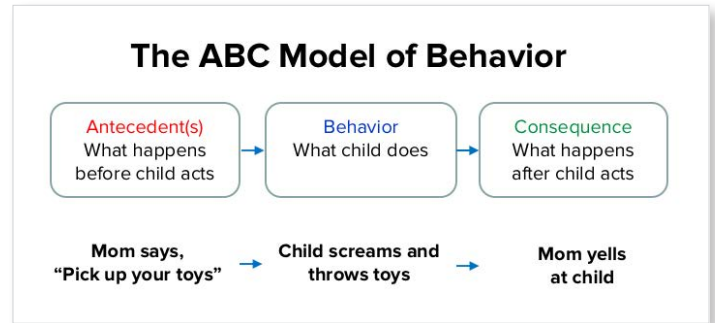 The ABC Model of Behavior
Antecedent(s)
What happens
before child acts
Behavior
What child does
Consequence
What happens
after child acts
Mom says,
“Pick up your toys”
Child screams and
throws toys
Mom yells
at child